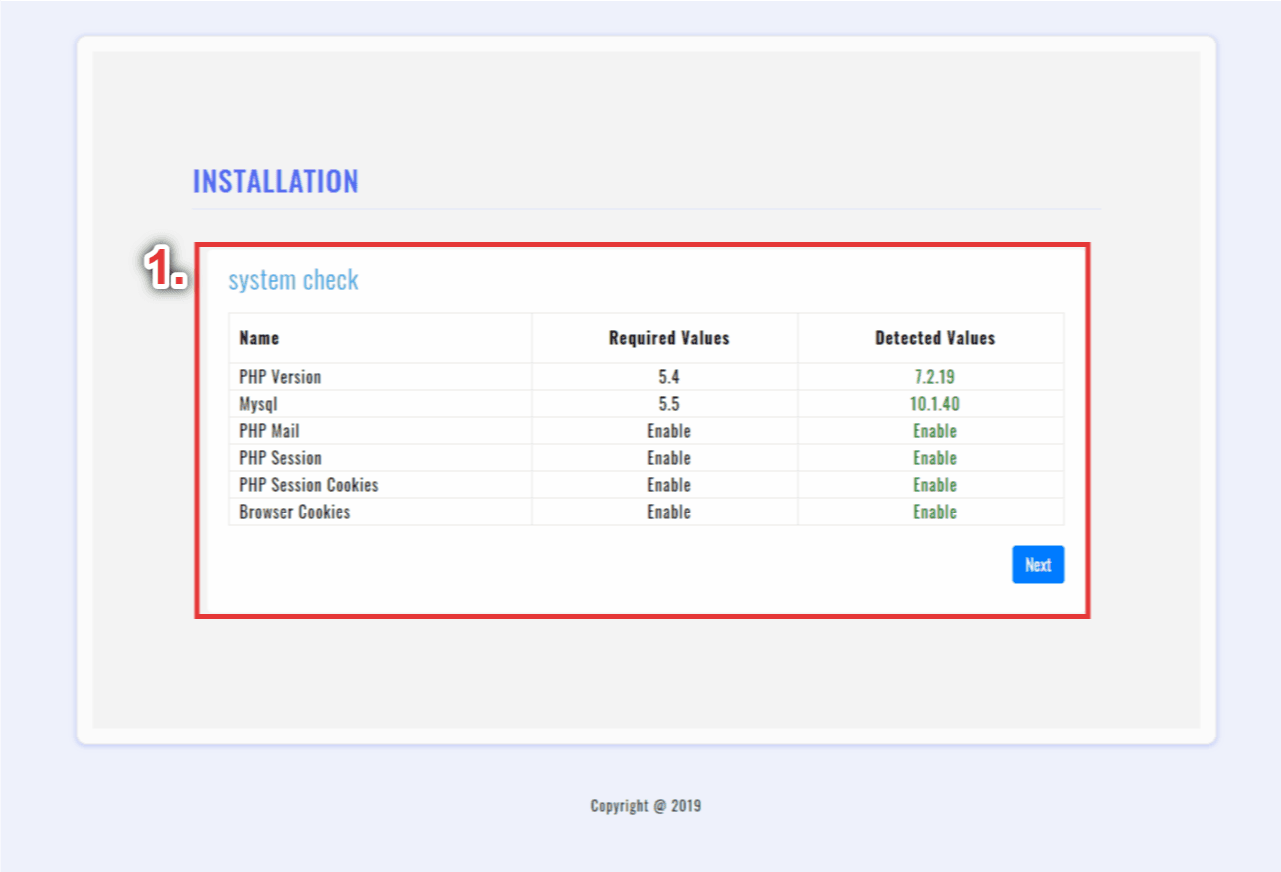 INSTALLATION
1.
system check
Name Required Values Detected Values
PHP Version 5.4 7.2.19
Mysql 5.5 10.1.40
PHP Mail Enable Enable
PHP Session Enable Enable
PHP Session Cookies Enable Enable
Browser Cookies Enable Enable
Next
Copyright @ 2019